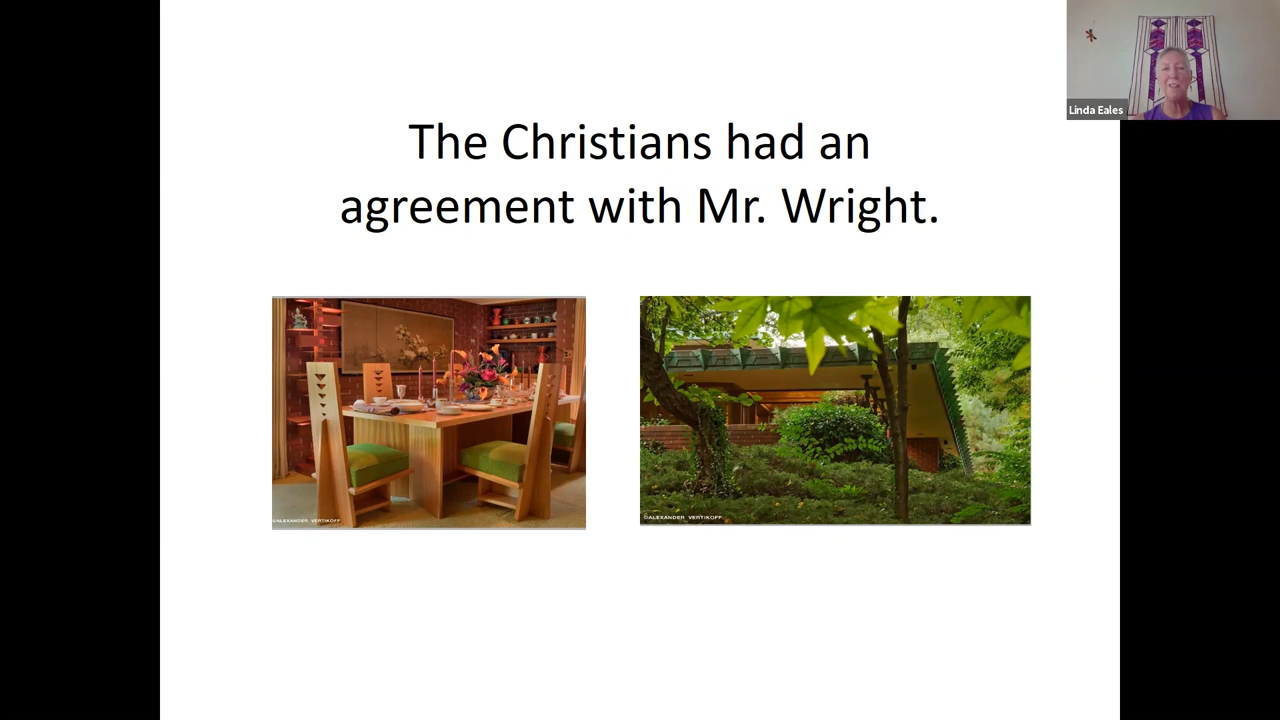 Linda Eales
The Christians had an
agreement with Mr. Wright.
©ALEXANDER VERTIKOFF
©ALEXANDER VERTIKOFF